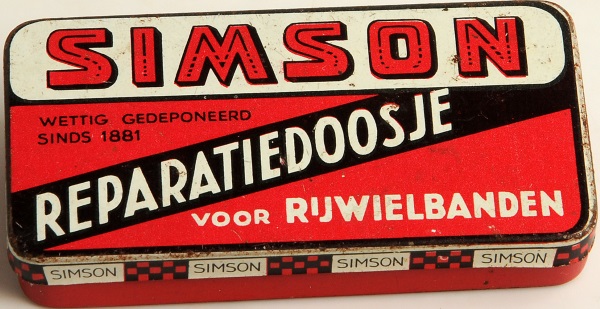 SIMSON
WETTIG GEDEPONEERD
SINDS 1881
REPARATIEDOOSJE
VOOR RIJWIELBANDEN
SIMSON SIMSON SIMSON SIMSON